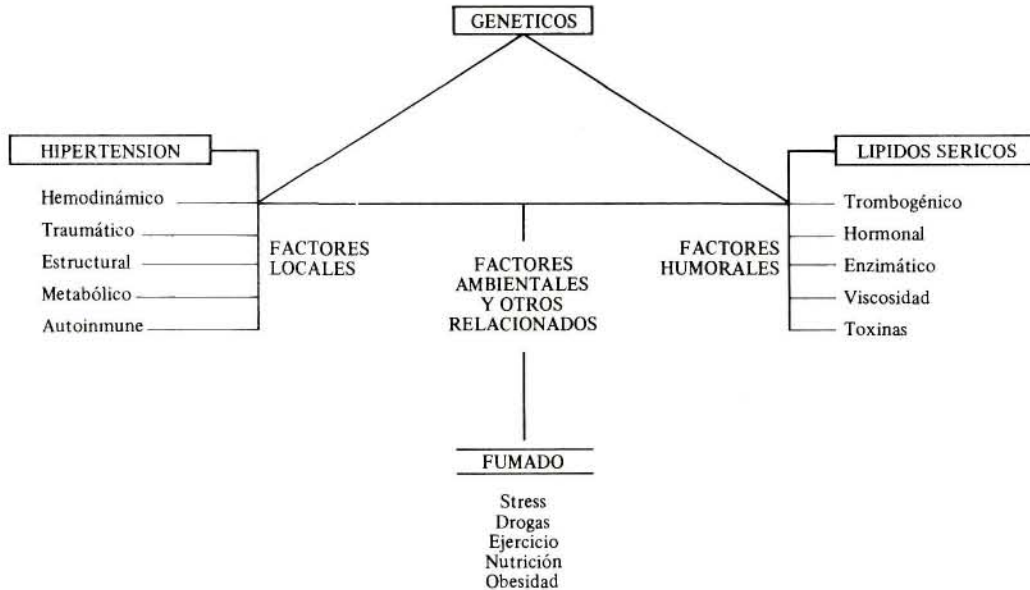 GENETICOS
HIPERTENSION
Hemodinámico
Traumático
Estructural
Metabólico
Autoinmune
FACTORES
LOCALES
FACTORES
AMBIENTALES
Y OTROS
RELACIONADOS
FACTORES
HUMORALES
LIPIDOS SERICOS
Trombogénico
Hormonal
Enzimático
Viscosidad
Toxinas
FUMADO
Stress
Drogas
Ejercicio
Nutrición
Obesidad